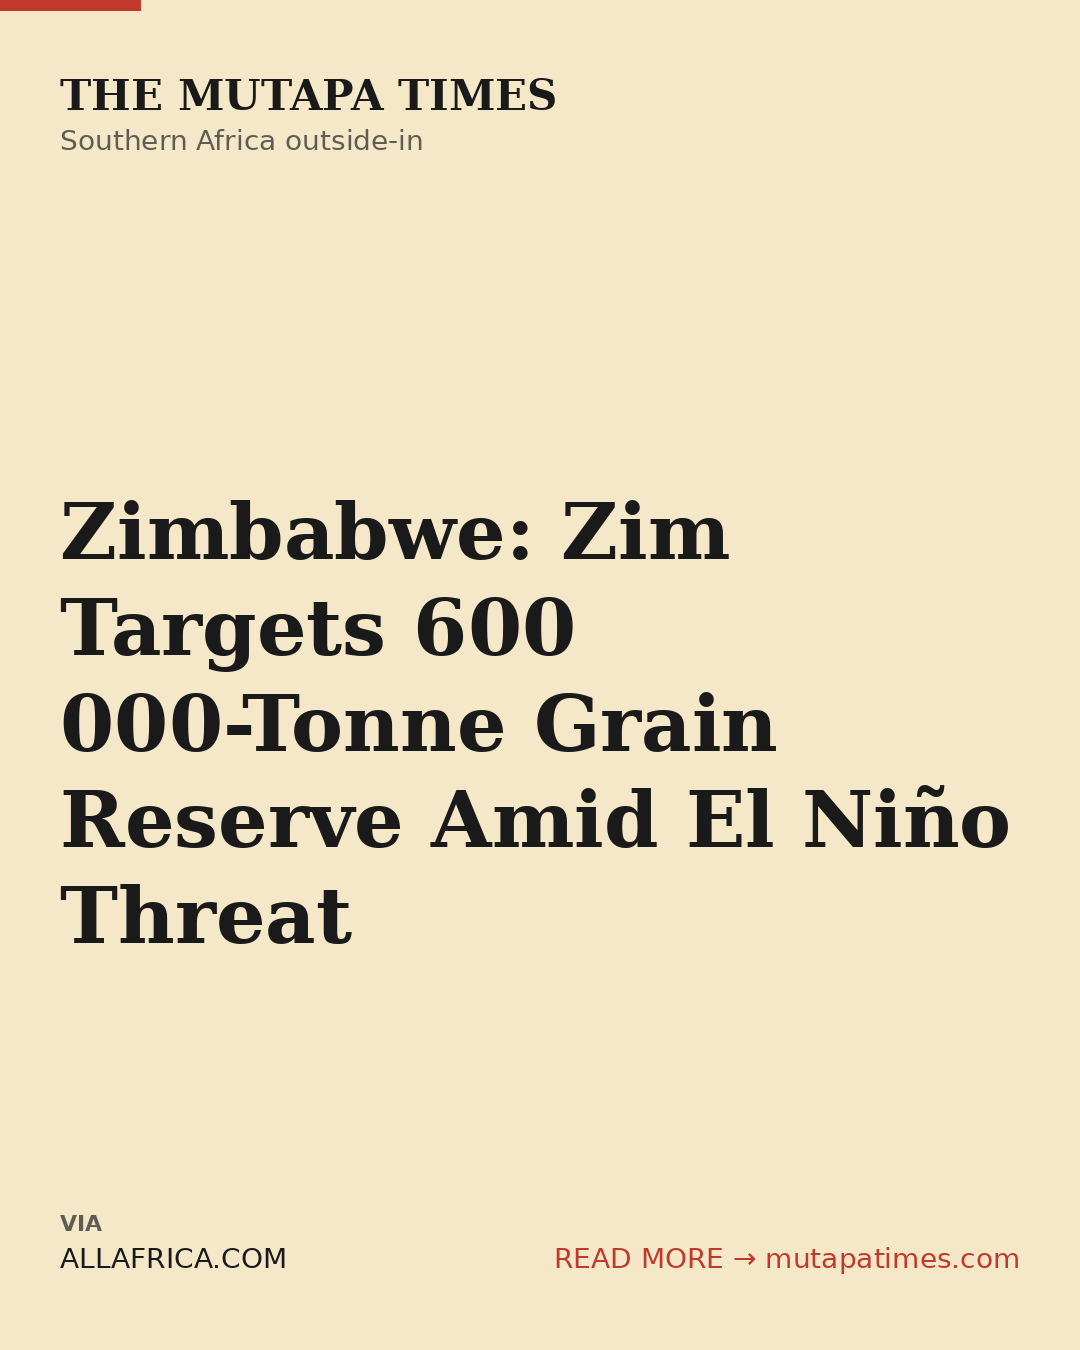 THE MUTAPA TIMES
Southern Africa outside-in
Zimbabwe: Zim
Targets 600
000-Tonne Grain
Reserve Amid El Niño
Threat
VIA
ALLAFRICA.COM
READ MORE → mutapatimes.com